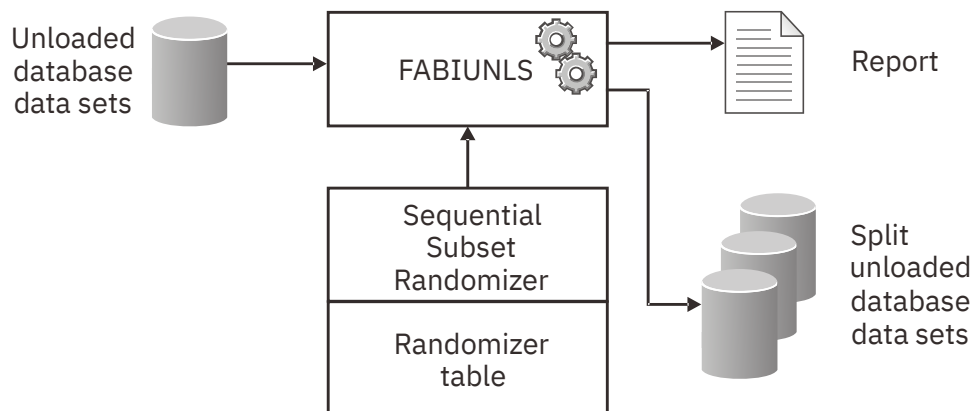 Unloaded
database
data sets
FABIUNLS
Report
Sequential
Subset
Randomizer
Randomizer
table
Split
unloaded
database
data sets